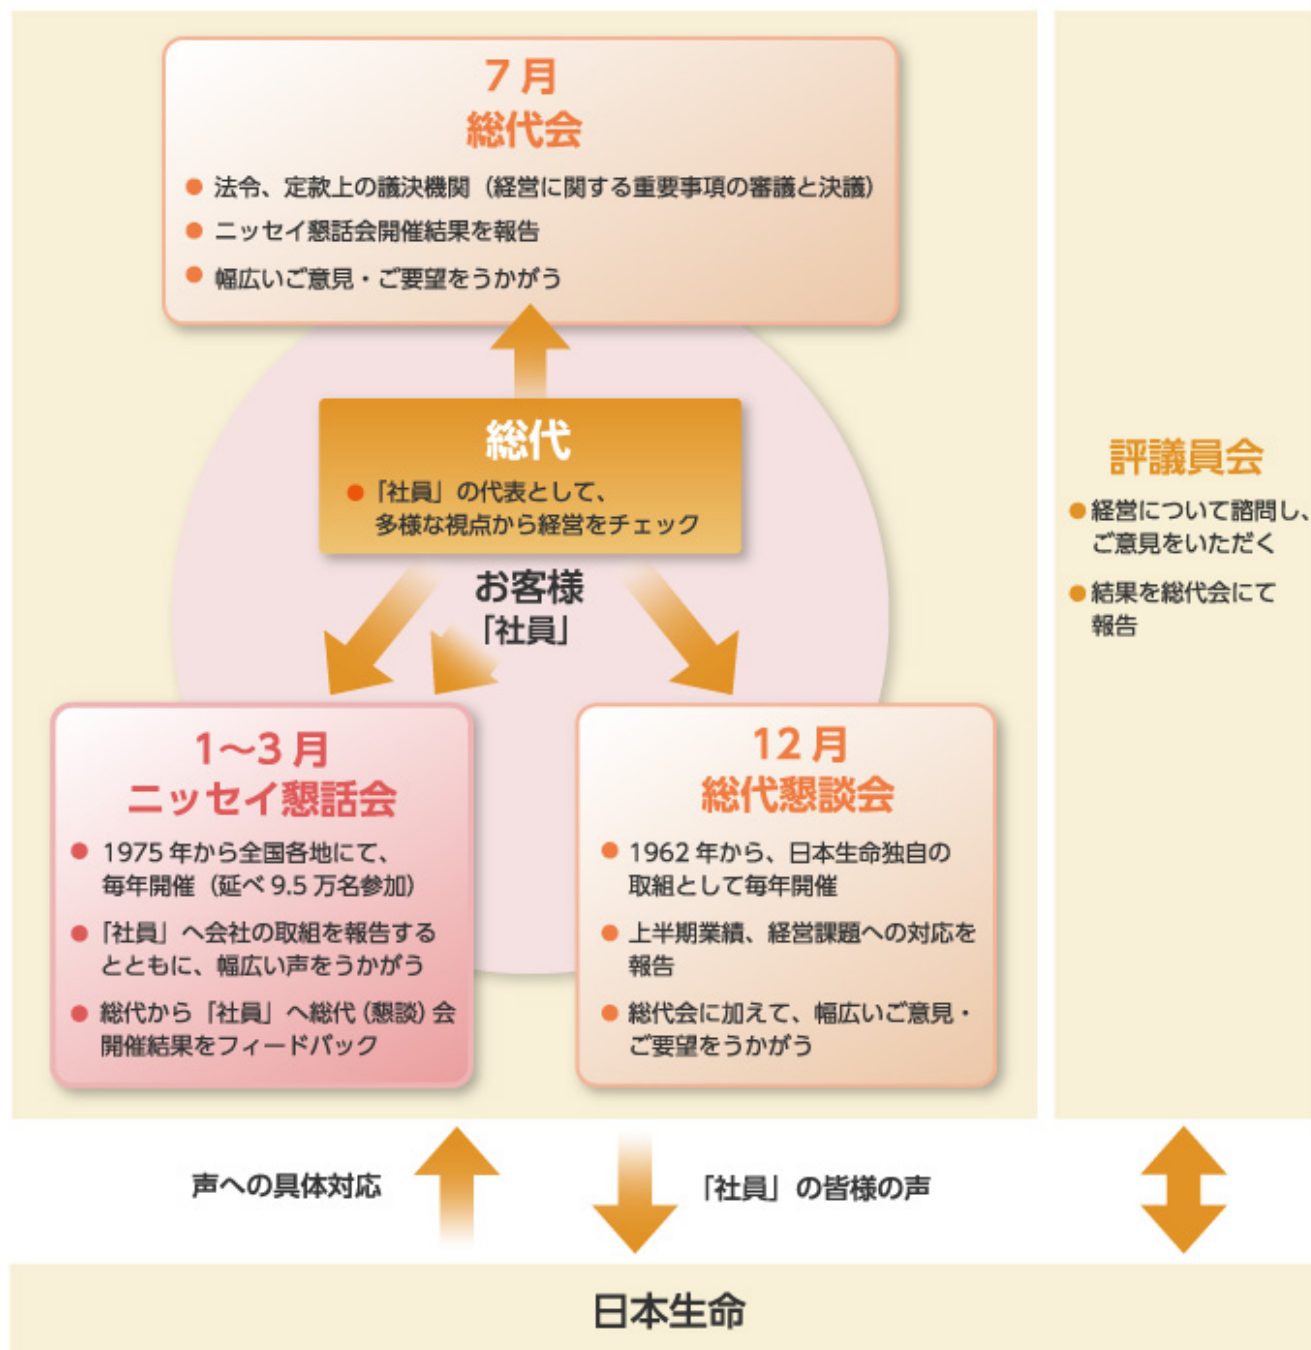 7月
総代会
● 法令、定款上の議決機関（経営に関する重要事項の審議と決議）
● ニッセイ懇話会開催結果を報告
● 幅広いご意見・ご要望をうかがう
総代
● 「社員」の代表として、
多様な視点から経営をチェック
お客様
「社員」
1～3月
ニッセイ懇話会
● 1975年から全国各地にて、
毎年開催（延べ9.5万名参加）
● 「社員」へ会社の取組を報告する
とともに、幅広い声をうかがう
● 総代から「社員」へ総代（懇談）会
開催結果をフィードバック
12月
総代懇談会
● 1962年から、日本生命独自の
取組として毎年開催
● 上半期業績、経営課題への対応を
報告
● 総代会に加えて、幅広いご意見・
ご要望をうかがう
評議員会
● 経営について諮問し、
ご意見をいただく
● 結果を総代会にて
報告
声への具体対応
「社員」の皆様の声
日本生命